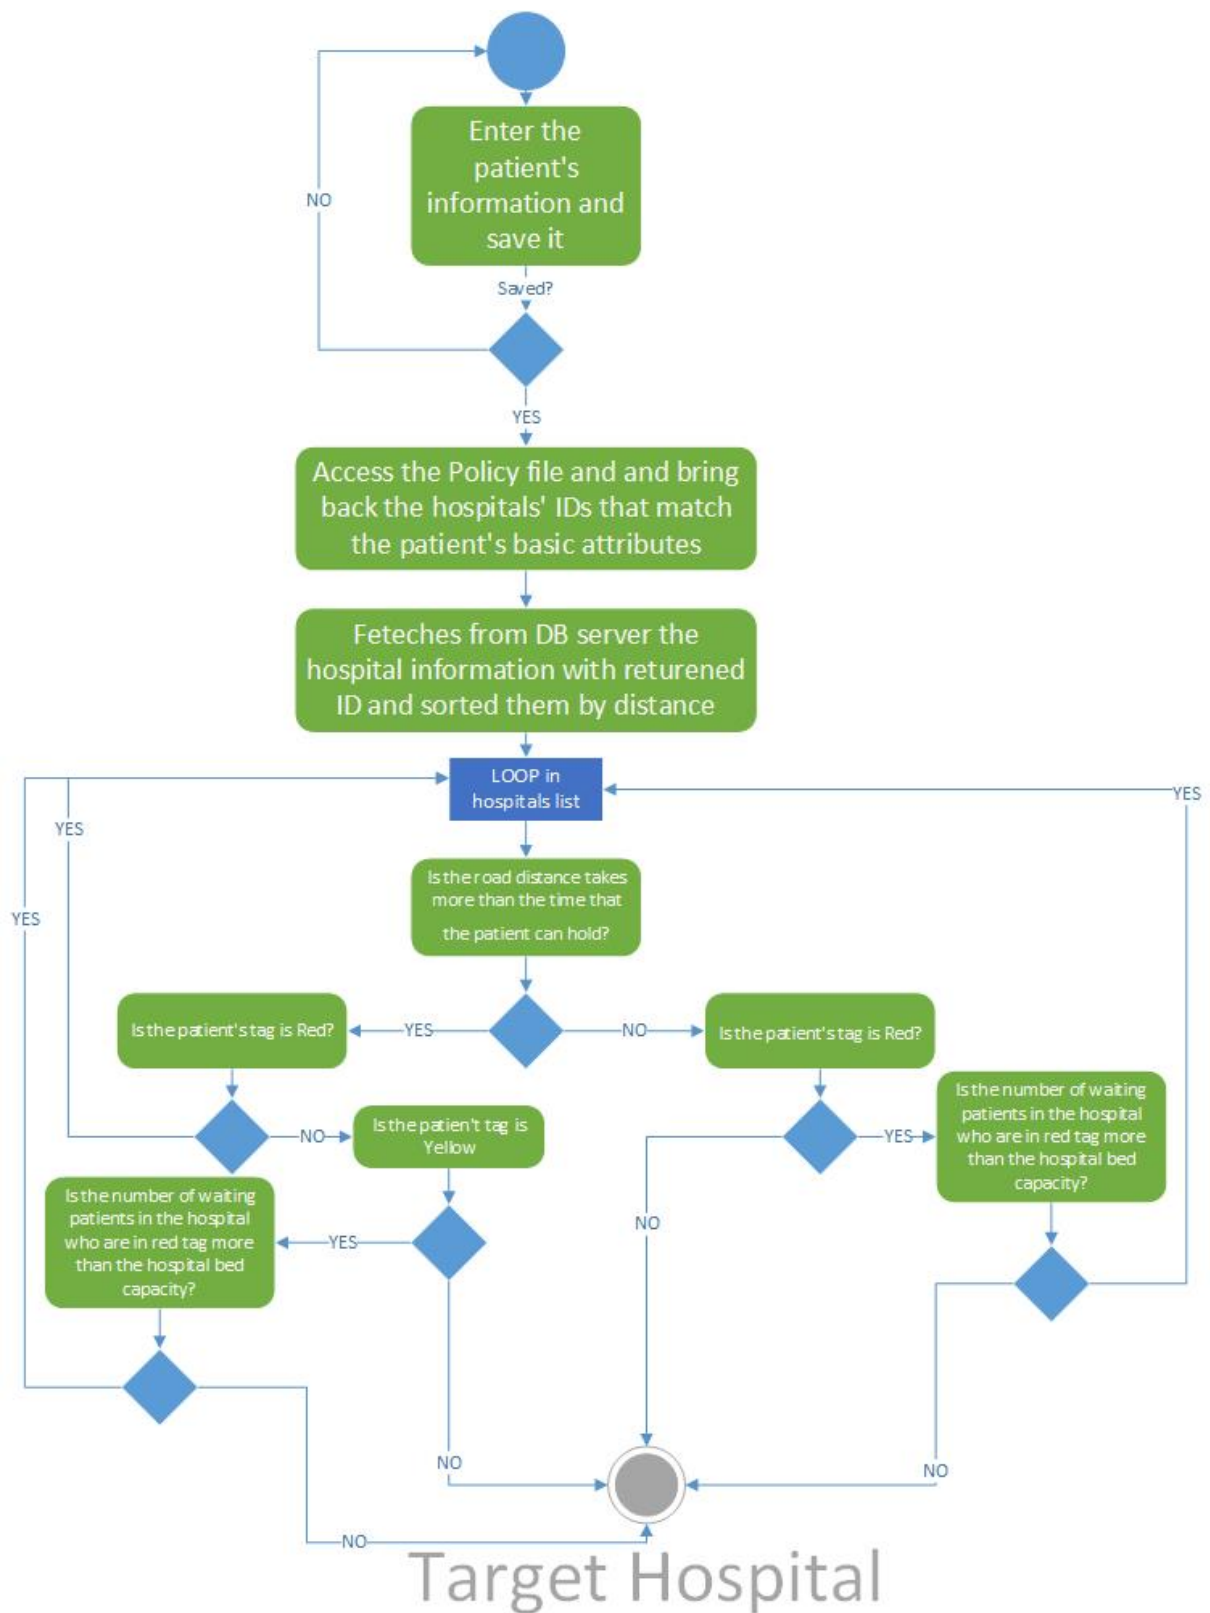 Enter the
patient's
information and
save it
NO
Saved?
YES
Access the Policy file and and bring
back the hospitals' IDs that match
the patient's basic attributes
Feteches from DB server the
hospital information with returened
ID and sorted them by distance
LOOP in
hospitals list
YES
YES
YES
Is the road distance takes
more than the time that
the patient can hold?
Is the patient's tag is Red?
YES
NO
Is the patient's tag is Red?
NO
Is the patien't tag is
Yellow
YES
Is the number of waiting
patients in the hospital
who are in red tag more
than the hospital bed
capacity?
Is the number of waiting
patients in the hospital
who are in red tag more
than the hospital bed
capacity?
YES
NO
NO
NO
NO
Target Hospital